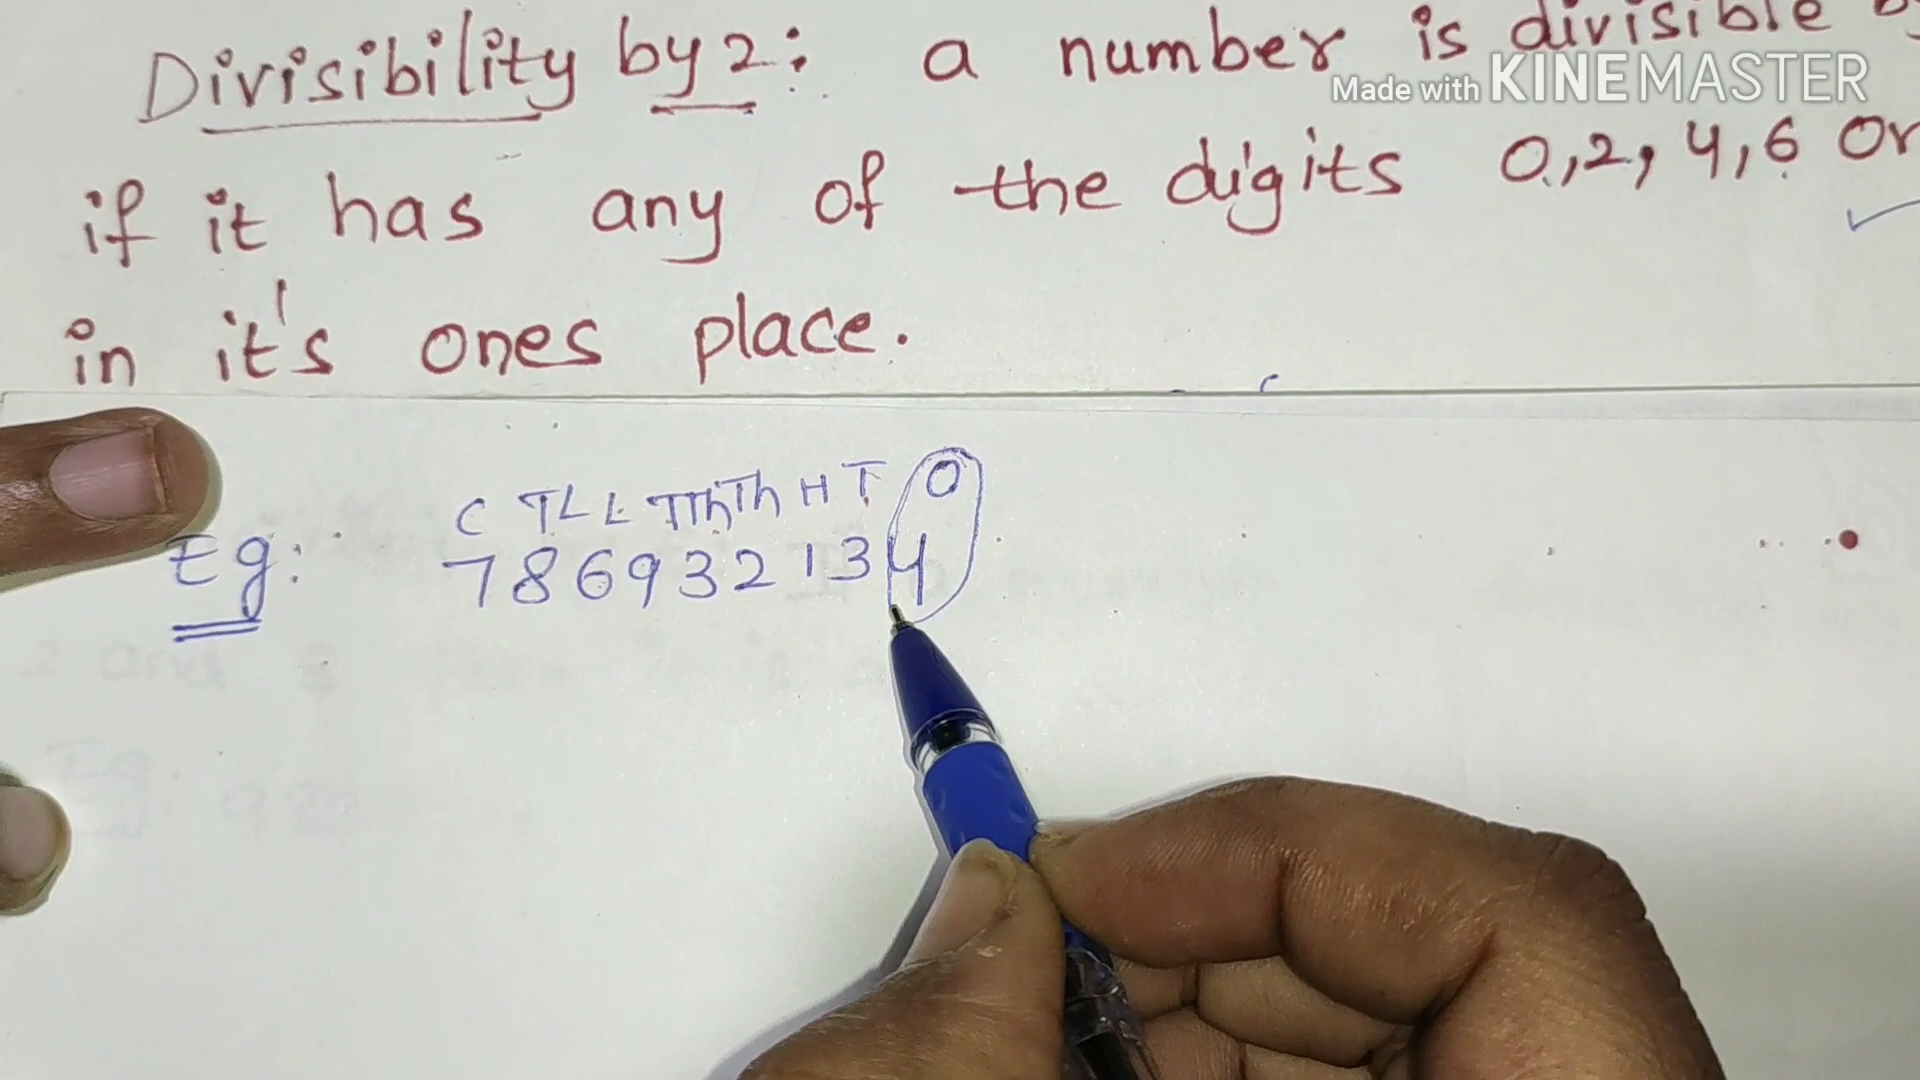 Divisibility by 2: a number is divisible
Made with KINEMASTER
if it has any of the digits 0,2,4,6 or
in it's ones place.
C TL L TTh Th H T O
Eg: 786932134